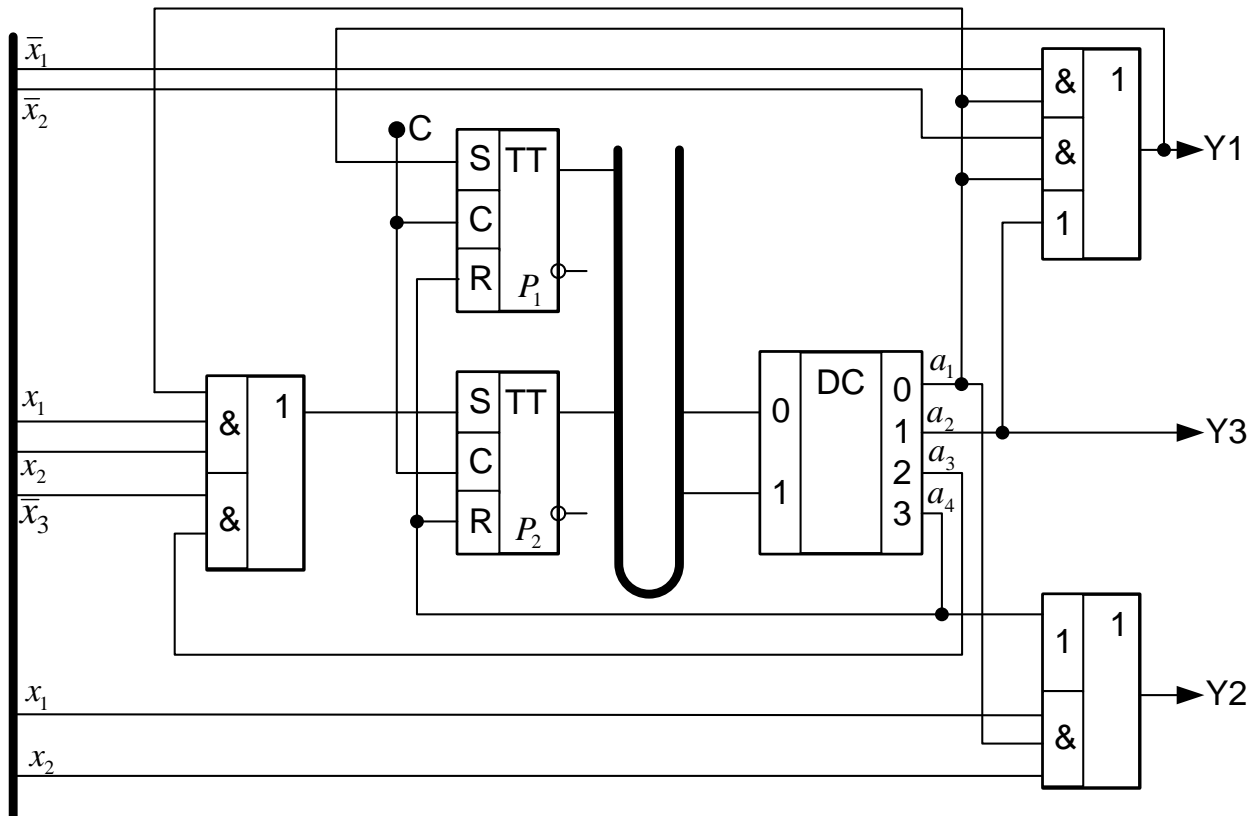 x̄₁
x̄₂
C
S TT
C
R P₁
& 1
&
1
Y1
x₁
x₂
x̄₃
& 1
&
S TT
C
R P₂
0 DC 0
1 1
2
3
a₁
a₂
a₃
a₄
Y3
x₁
x₂
1 1
&
Y2